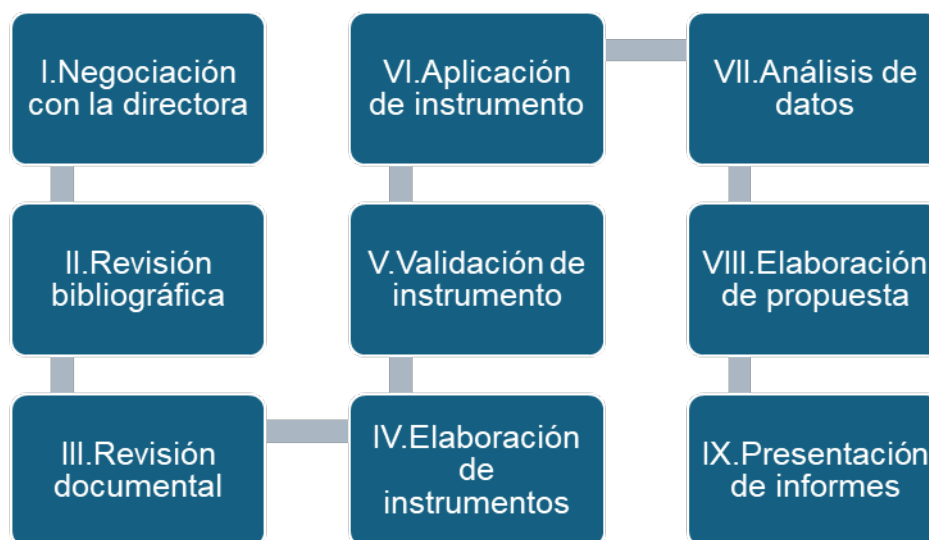 I.Negociación
con la directora
II.Revisión
bibliográfica
III.Revisión
documental
IV.Elaboración
de
instrumentos
V.Validación de
instrumento
VI.Aplicación
de instrumento
VII.Análisis de
datos
VIII.Elaboración
de propuesta
IX.Presentación
de informes